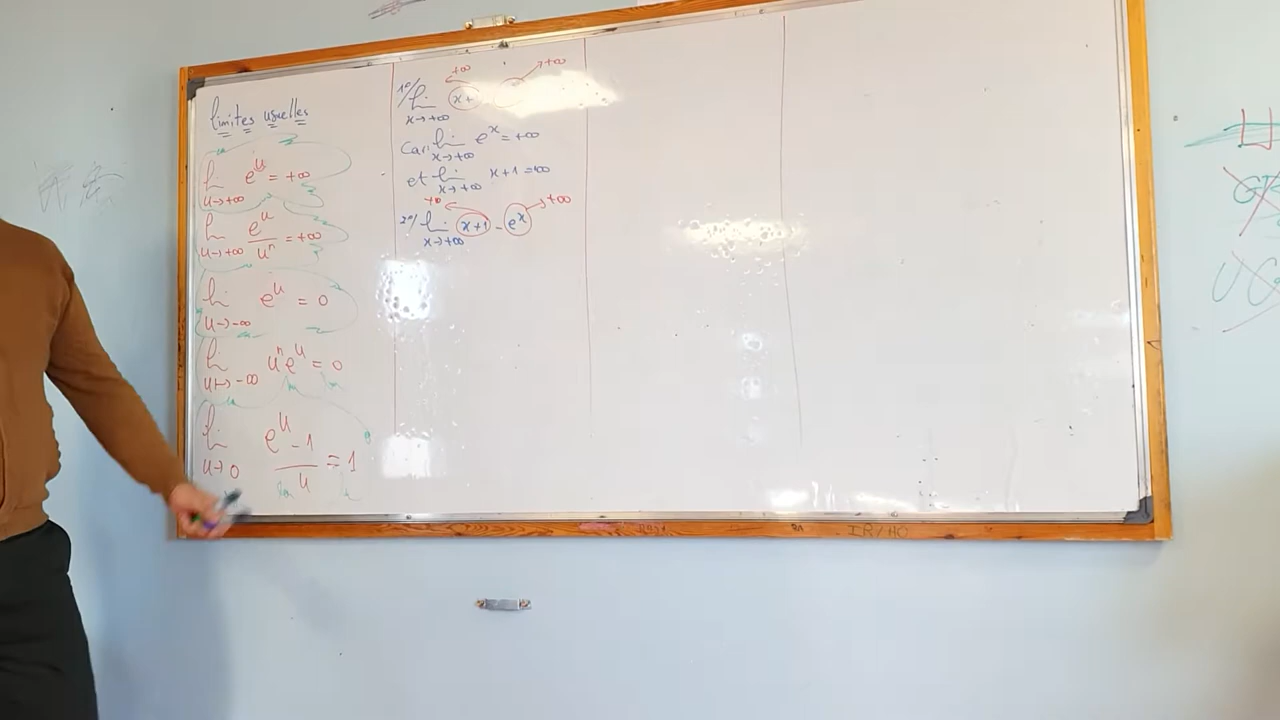 limites usuelles
lim e^u = +∞
u→+∞
lim e^u/u^n = +∞
u→+∞
lim e^u = 0
u→-∞
lim u^n e^u = 0
u→-∞
lim (e^u - 1)/u = 1
u→0
+∞ +∞
1°/ lim x+
x→+∞
Car: lim e^x = +∞
x→+∞
et lim x+1 = +∞
x→+∞
+∞ +∞
2°/ lim x+1 - e^x
x→+∞